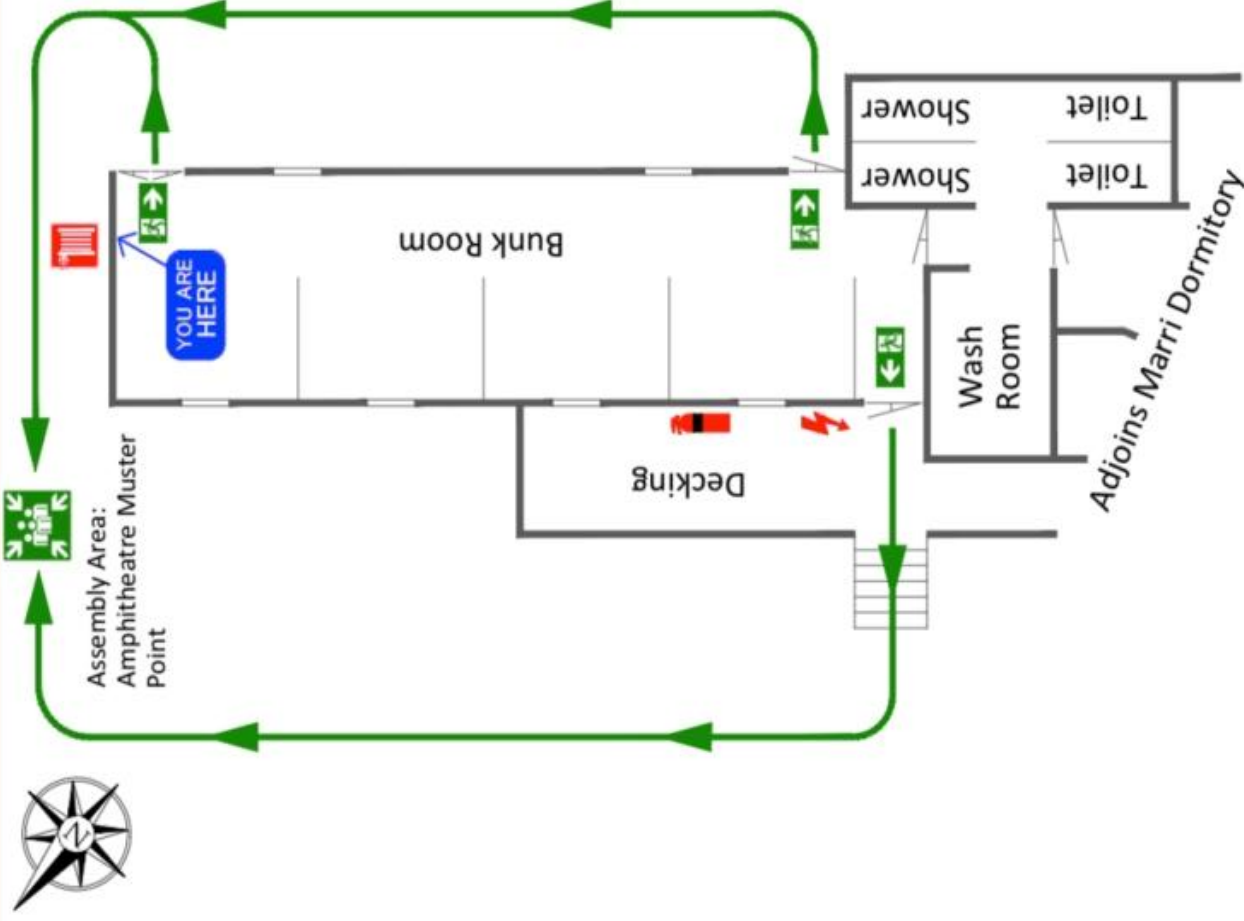 Shower
Toilet
Shower
Toilet
Bunk Room
YOU ARE
HERE
Wash
Room
Adjoins Marri Dormitory
Decking
Assembly Area:
Amphitheatre Muster
Point
N